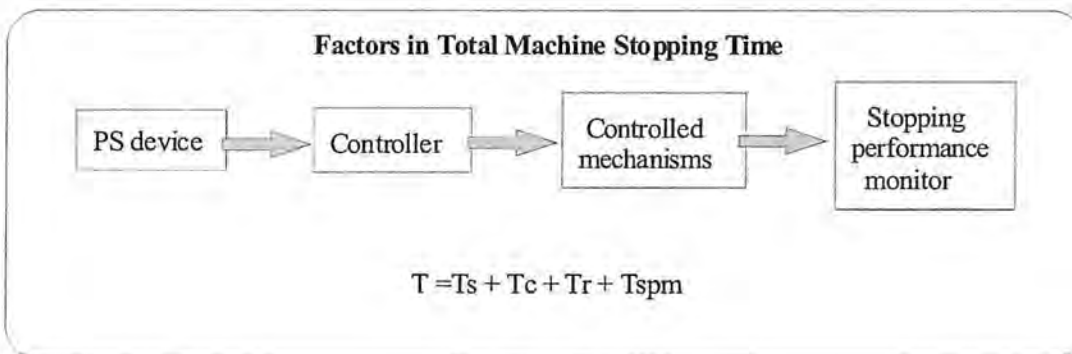 Factors in Total Machine Stopping Time
PS device
Controller
Controlled
mechanisms
Stopping
performance
monitor
T =Ts + Tc + Tr + Tspm